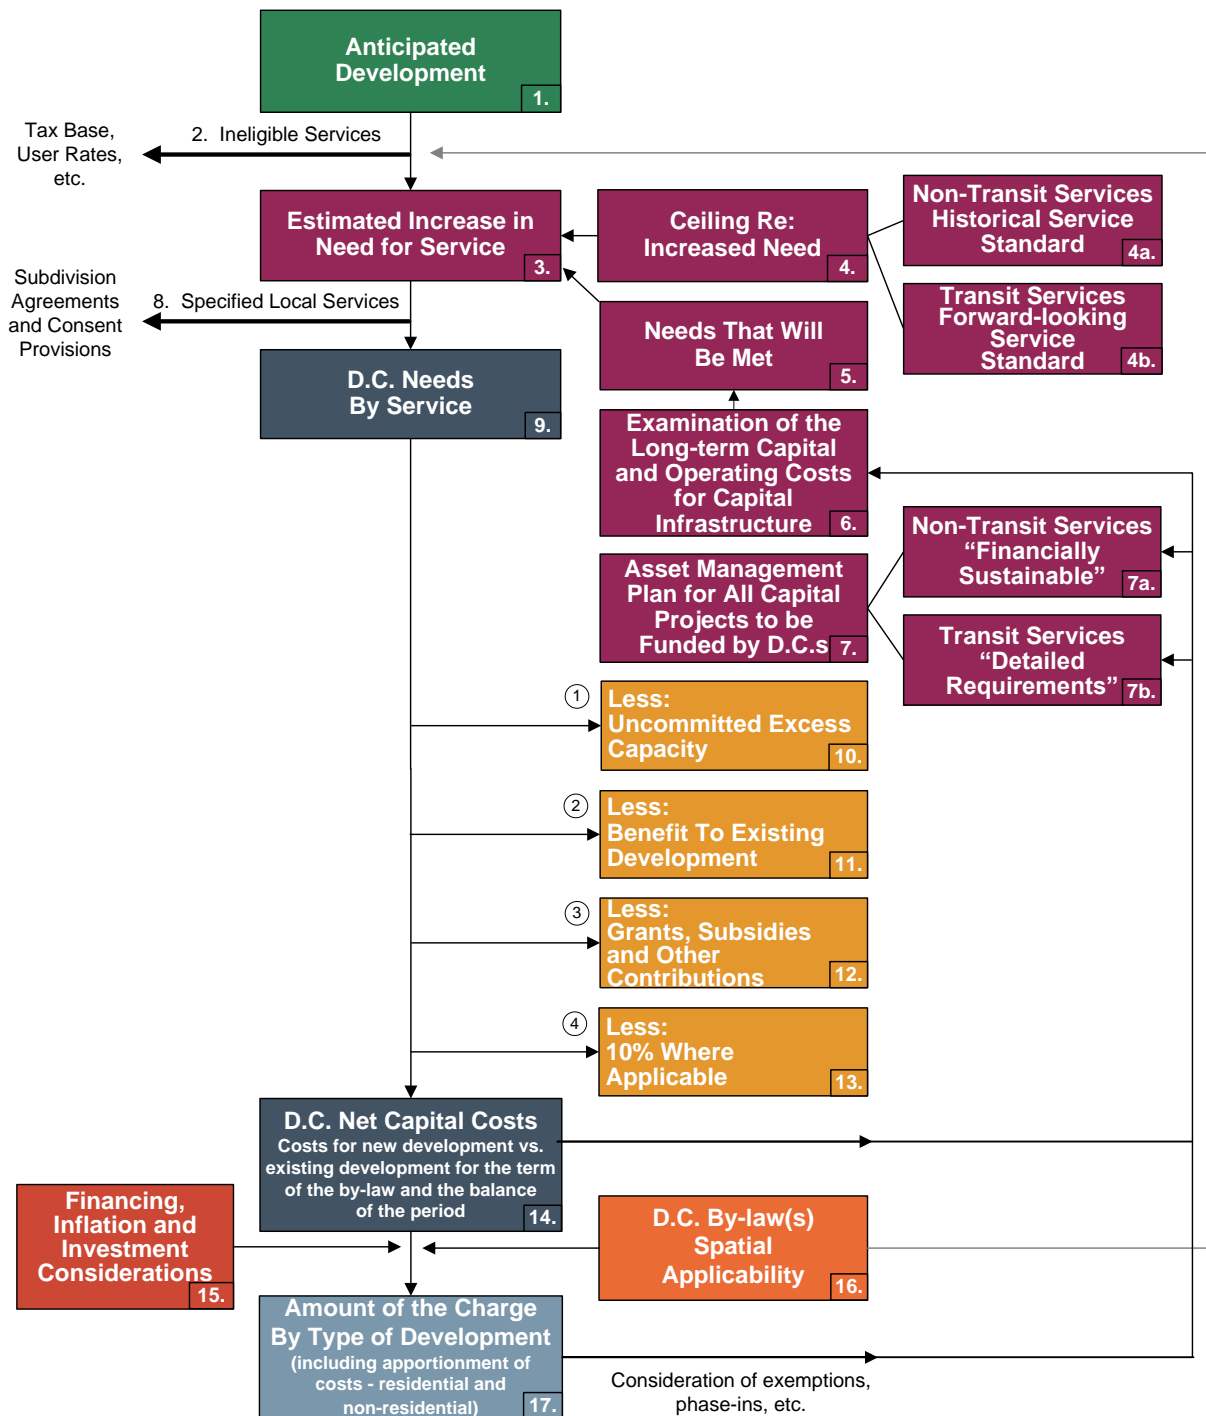 Anticipated
Development
1.
Tax Base,
User Rates,
etc.
2. Ineligible Services
Estimated Increase in
Need for Service
3.
Ceiling Re:
Increased Need
4.
Non-Transit Services
Historical Service
Standard
4a.
Transit Services
Forward-looking
Service
Standard
4b.
Subdivision
Agreements
and Consent
Provisions
8. Specified Local Services
Needs That Will
Be Met
5.
D.C. Needs
By Service
9.
Examination of the
Long-term Capital
and Operating Costs
for Capital
Infrastructure
6.
Asset Management
Plan for All Capital
Projects to be
Funded by D.C.s
7.
Non-Transit Services
“Financially
Sustainable”
7a.
Transit Services
“Detailed
Requirements”
7b.
1
Less:
Uncommitted Excess
Capacity
10.
2
Less:
Benefit To Existing
Development
11.
3
Less:
Grants, Subsidies
and Other
Contributions
12.
4
Less:
10% Where
Applicable
13.
D.C. Net Capital Costs
Costs for new development vs.
existing development for the term
of the by-law and the balance
of the period
14.
Financing,
Inflation and
Investment
Considerations
15.
D.C. By-law(s)
Spatial
Applicability
16.
Amount of the Charge
By Type of Development
(including apportionment of
costs - residential and
non-residential)
17.
Consideration of exemptions,
phase-ins, etc.